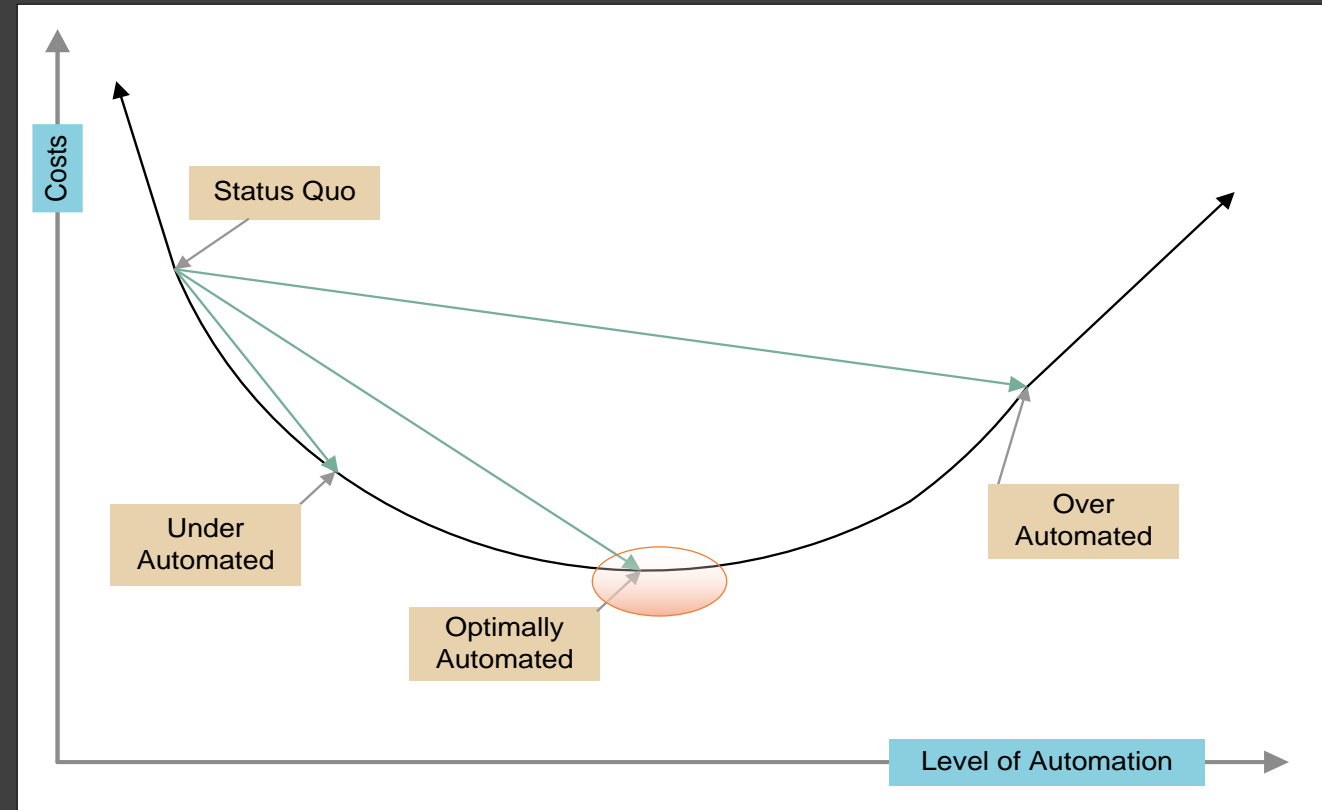 Costs
Status Quo
Under
Automated
Optimally
Automated
Over
Automated
Level of Automation